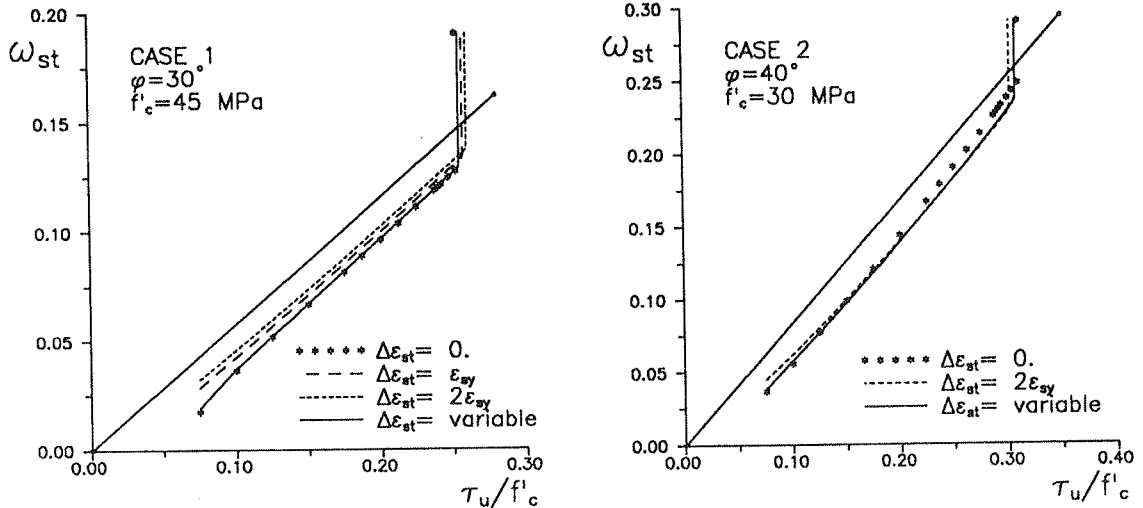 0.20
ω_st
CASE 1
φ=30°
f'_c=45 MPa
0.15
0.10
0.05
0.00
0.00 0.10 0.20 0.30
τ_u/f'_c
****** Δε_st= 0.
Δε_st= ε_sy
Δε_st= 2ε_sy
Δε_st= variable
0.30
ω_st
CASE 2
φ=40°
f'_c=30 MPa
0.25
0.20
0.15
0.10
0.05
0.00
0.00 0.10 0.20 0.30 0.40
τ_u/f'_c
****** Δε_st= 0.
Δε_st= 2ε_sy
Δε_st= variable